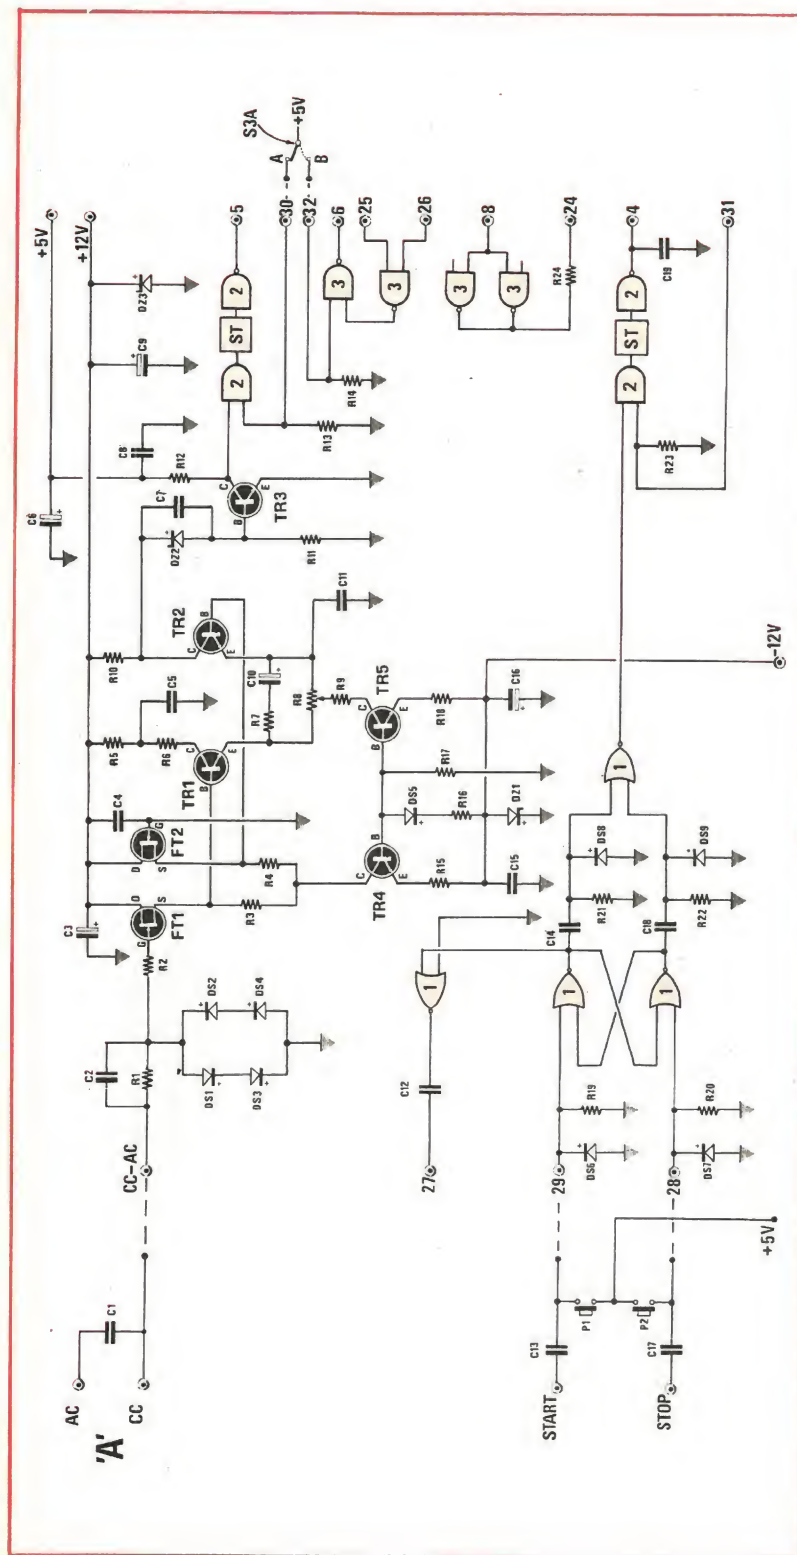 'A'
AC
CC
C1
CC-AC
C2
R1
R2
DS1
DS2
DS3
DS4
C3
C4
G
D
S
FT1
D
S
G
FT2
R3
R4
R5
R6
C5
C
B
E
TR1
R7
C10
R8
R9
R10
C
B
E
TR2
C11
DZ2
C7
R11
C6
C8
R12
C
B
E
TR3
C9
DZ3
+5V
+12V
2
ST
2
5
R13
R14
30
32
A
B
S3A
+5V
3
3
6
25
26
3
3
8
R24
24
C
B
E
TR4
C
B
E
TR5
R15
C15
DS5
R16
DZ1
R17
R18
C16
-12V
27
C12
1
START
STOP
C13
C17
P1
P2
+5V
29
28
DS6
R19
DS7
R20
1
1
C14
C18
R21
DS8
R22
DS9
1
R23
2
ST
2
C19
4
31